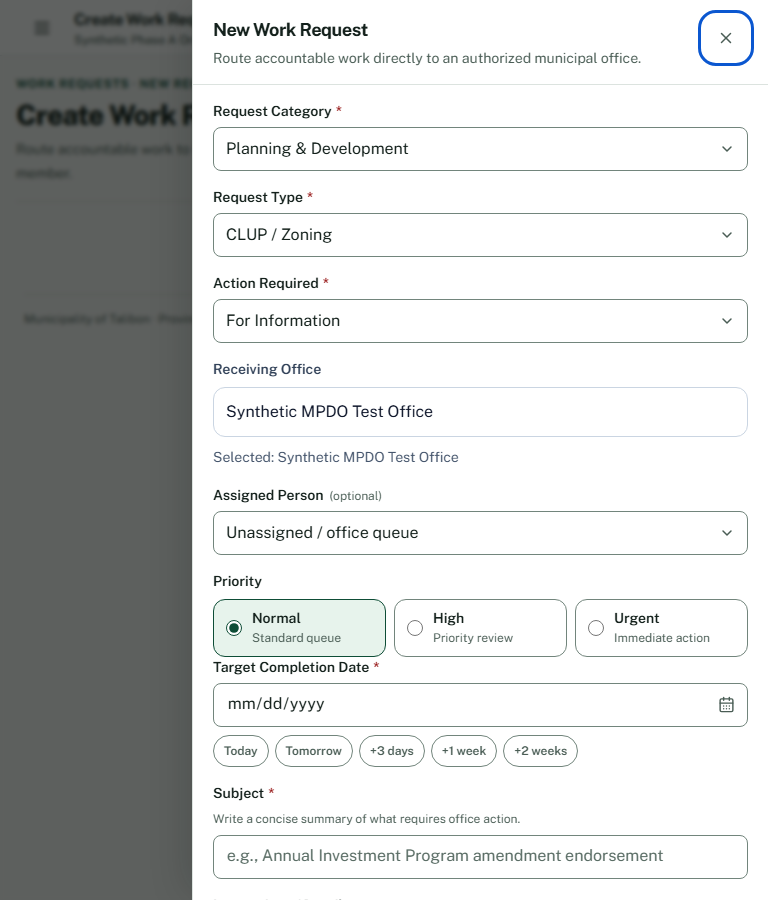 Create Work Req
Synthetic Phase A Gr
New Work Request
Route accountable work directly to an authorized municipal office.
WORK REQUESTS · NEW RE
Create Work R
Route accountable work to
member.
Municipality of Talibon · Provin
Request Category *
Planning & Development
Request Type *
CLUP / Zoning
Action Required *
For Information
Receiving Office
Synthetic MPDO Test Office
Selected: Synthetic MPDO Test Office
Assigned Person (optional)
Unassigned / office queue
Priority
Normal
Standard queue
High
Priority review
Urgent
Immediate action
Target Completion Date *
mm/dd/yyyy
Today Tomorrow +3 days +1 week +2 weeks
Subject *
Write a concise summary of what requires office action.
e.g., Annual Investment Program amendment endorsement